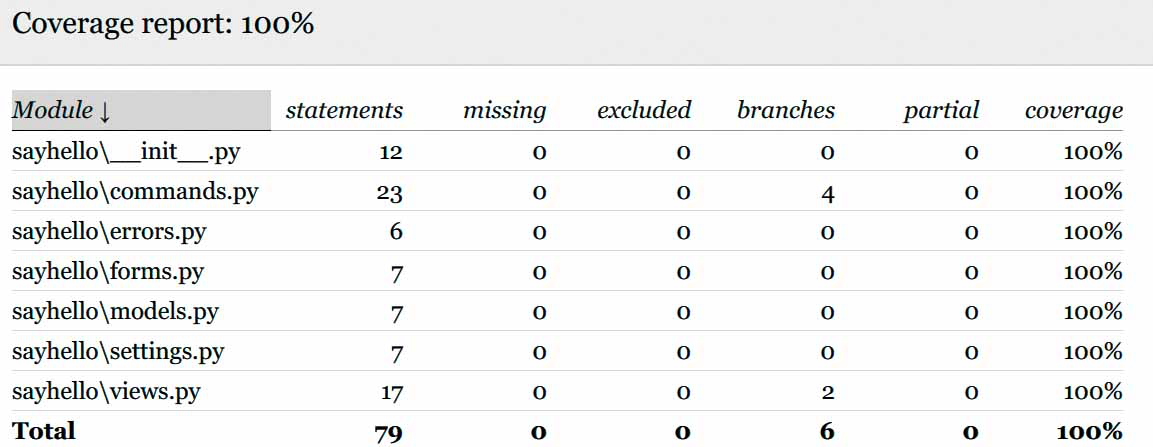 Coverage report: 100%
Module ↓ statements missing excluded branches partial coverage
sayhello\__init__.py 12 0 0 0 0 100%
sayhello\commands.py 23 0 0 4 0 100%
sayhello\errors.py 6 0 0 0 0 100%
sayhello\forms.py 7 0 0 0 0 100%
sayhello\models.py 7 0 0 0 0 100%
sayhello\settings.py 7 0 0 0 0 100%
sayhello\views.py 17 0 0 2 0 100%
Total 79 0 0 6 0 100%